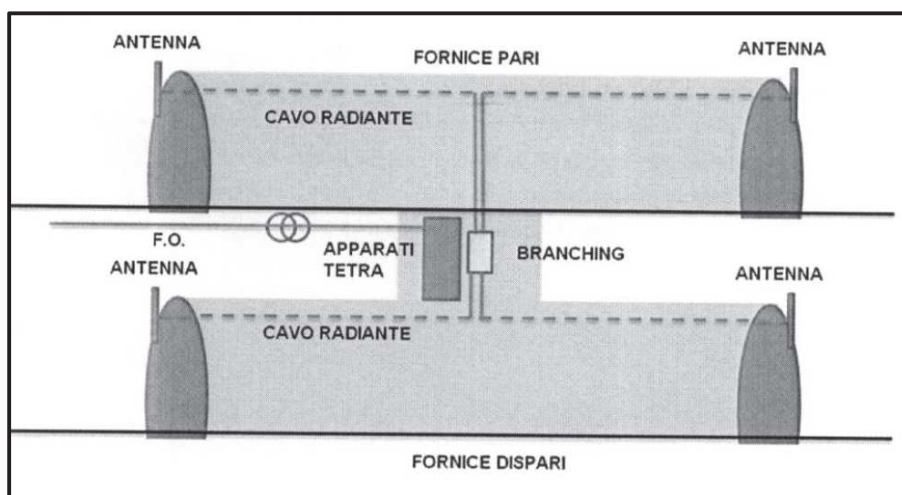 ANTENNA
FORNICE PARI
ANTENNA
CAVO RADIANTE
F.O.
APPARATI
TETRA
BRANCHING
ANTENNA
ANTENNA
CAVO RADIANTE
FORNICE DISPARI